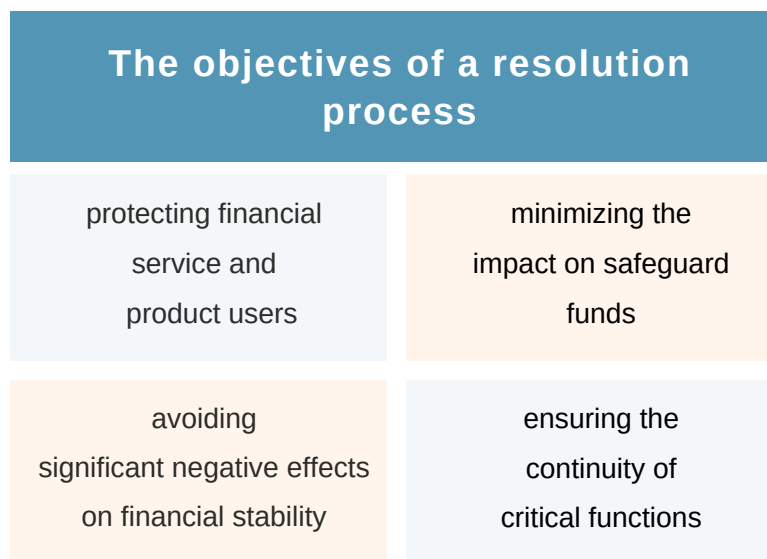 The objectives of a resolution
process
protecting financial
service and
product users
minimizing the
impact on safeguard
funds
avoiding
significant negative effects
on financial stability
ensuring the
continuity of
critical functions